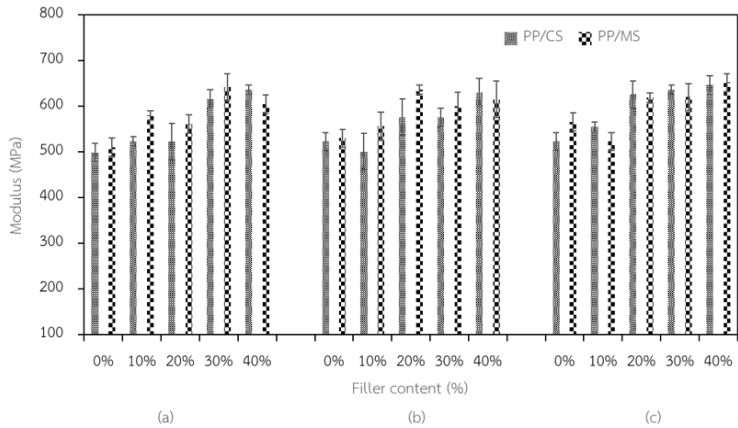 800
700
600
500
400
300
200
100
Modulus (MPa)
PP/CS PP/MS
0% 10% 20% 30% 40% 0% 10% 20% 30% 40% 0% 10% 20% 30% 40%
Filler content (%)
(a) (b) (c)